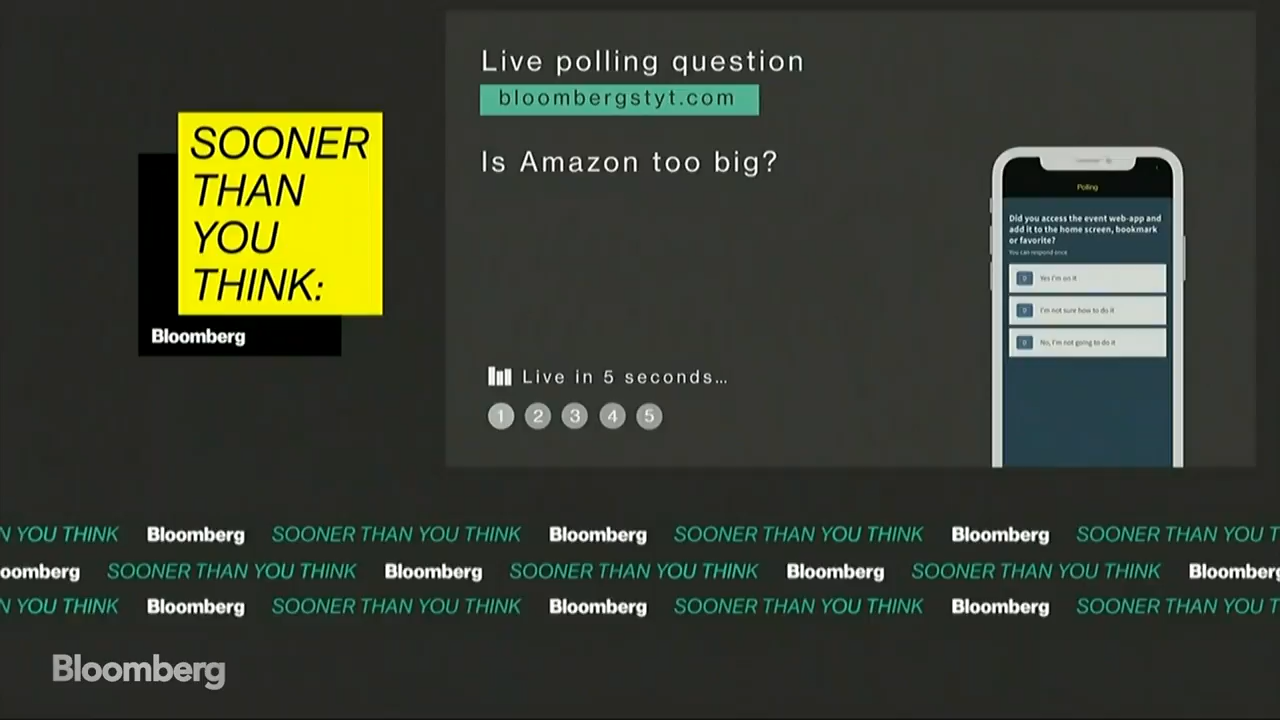 SOONER
THAN
YOU
THINK:
Bloomberg
Live polling question
bloombergstyt.com
Is Amazon too big?
Live in 5 seconds…
1 2 3 4 5
Polling
Did you access the event web-app and
add it to the home screen, bookmark
or favorite?
You can respond once
0 Yes I'm on it
0 I'm not sure how to do it
0 No, I'm not going to do it
N YOU THINK Bloomberg SOONER THAN YOU THINK Bloomberg SOONER THAN YOU THINK Bloomberg SOONER THAN YOU T
oomberg SOONER THAN YOU THINK Bloomberg SOONER THAN YOU THINK Bloomberg SOONER THAN YOU THINK Bloomberg
N YOU THINK Bloomberg SOONER THAN YOU THINK Bloomberg SOONER THAN YOU THINK Bloomberg SOONER THAN YOU T
Bloomberg